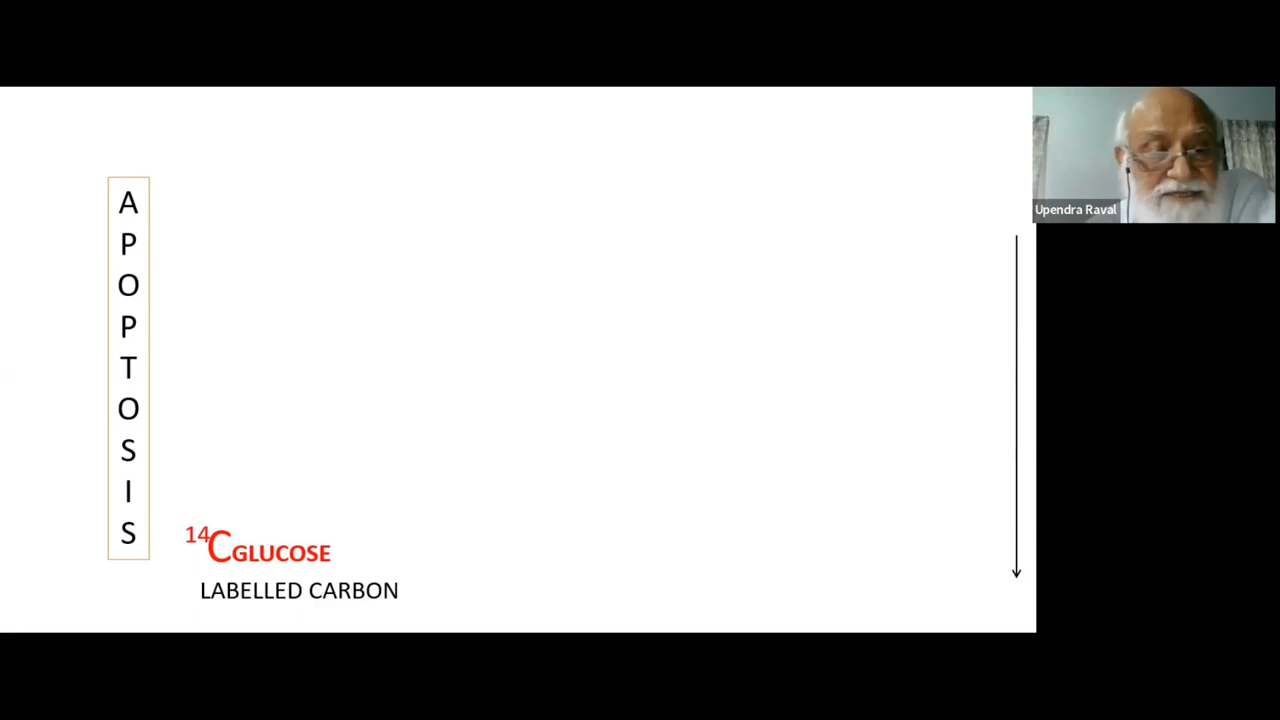 A
P
O
P
T
O
S
I
S
14CGLUCOSE
LABELLED CARBON
Upendra Raval